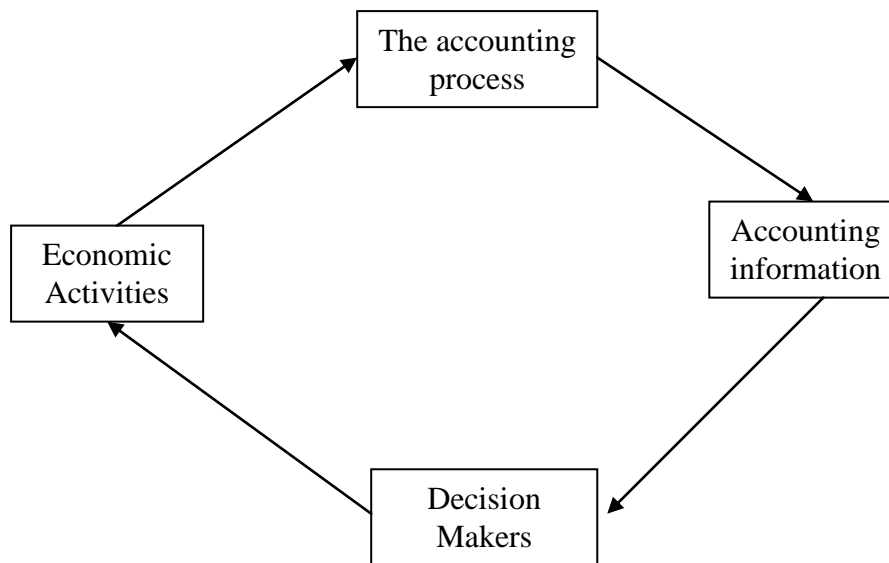 The accounting
process
Economic
Activities
Accounting
information
Decision
Makers